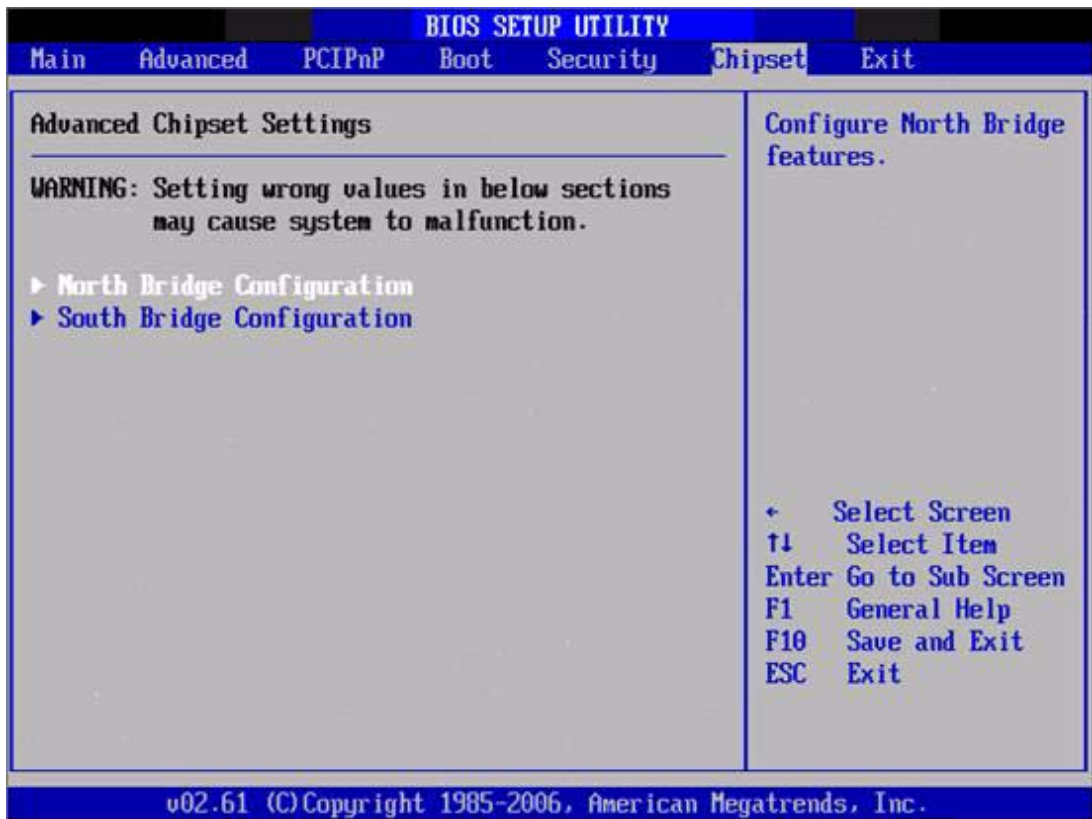 BIOS SETUP UTILITY
Main Advanced PCIPnP Boot Security Chipset Exit
Advanced Chipset Settings
WARNING: Setting wrong values in below sections
may cause system to malfunction.
▶ North Bridge Configuration
▶ South Bridge Configuration
Configure North Bridge
features.
← Select Screen
↑↓ Select Item
Enter Go to Sub Screen
F1 General Help
F10 Save and Exit
ESC Exit
v02.61 (C)Copyright 1985-2006, American Megatrends, Inc.